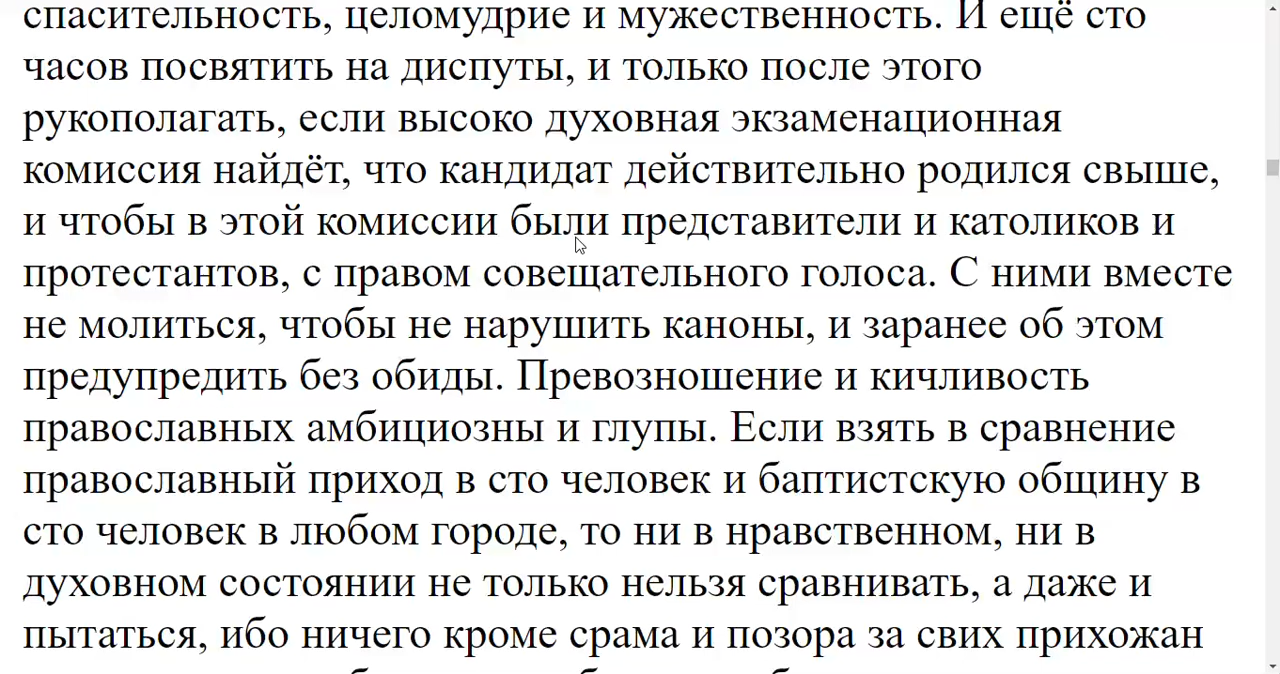 спасительность, целомудрие и мужественность. И ещё сто
часов посвятить на диспуты, и только после этого
рукополагать, если высоко духовная экзаменационная
комиссия найдёт, что кандидат действительно родился свыше,
и чтобы в этой комиссии были представители и католиков и
протестантов, с правом совещательного голоса. С ними вместе
не молиться, чтобы не нарушить каноны, и заранее об этом
предупредить без обиды. Превозношение и кичливость
православных амбициозны и глупы. Если взять в сравнение
православный приход в сто человек и баптистскую общину в
сто человек в любом городе, то ни в нравственном, ни в
духовном состоянии не только нельзя сравнивать, а даже и
пытаться, ибо ничего кроме срама и позора за свих прихожан